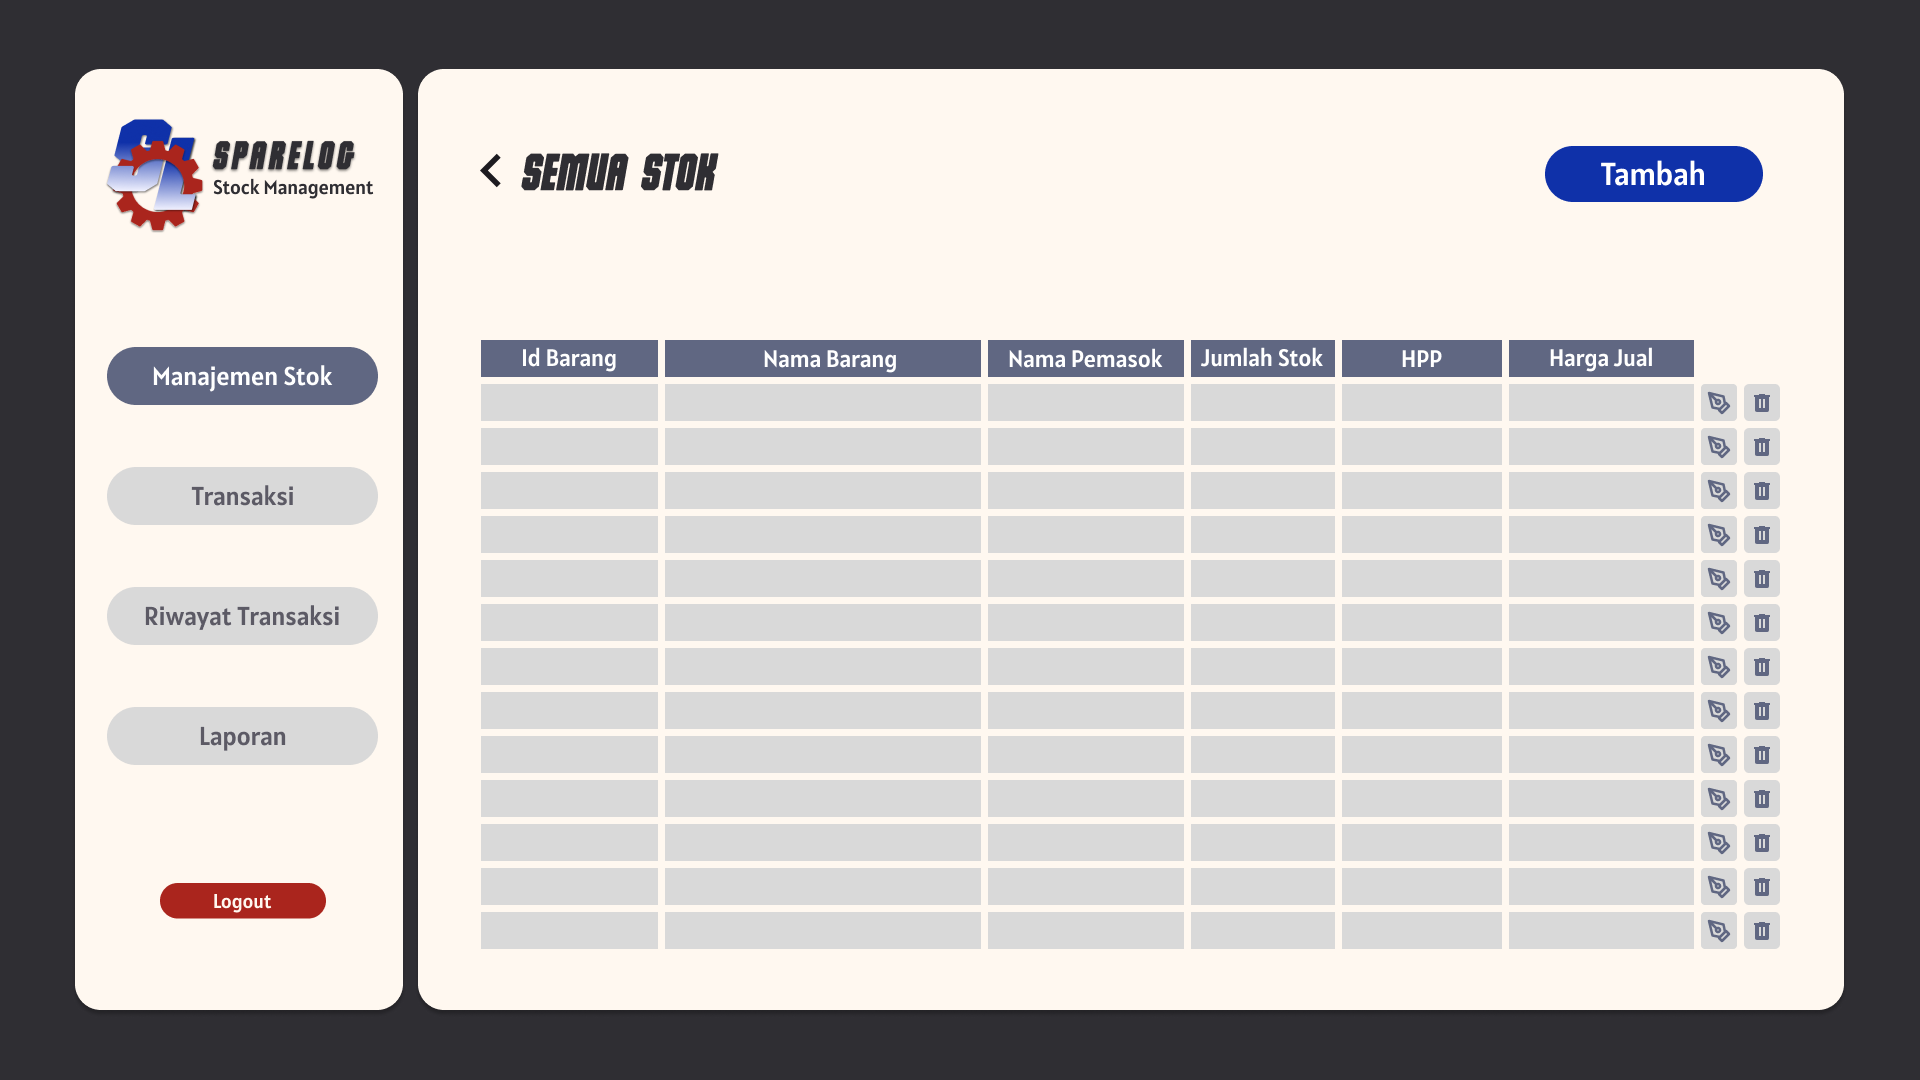 SPARELOG
Stock Management
Manajemen Stok
Transaksi
Riwayat Transaksi
Laporan
Logout
SEMUA STOK
Tambah
Id Barang
Nama Barang
Nama Pemasok
Jumlah Stok
HPP
Harga Jual